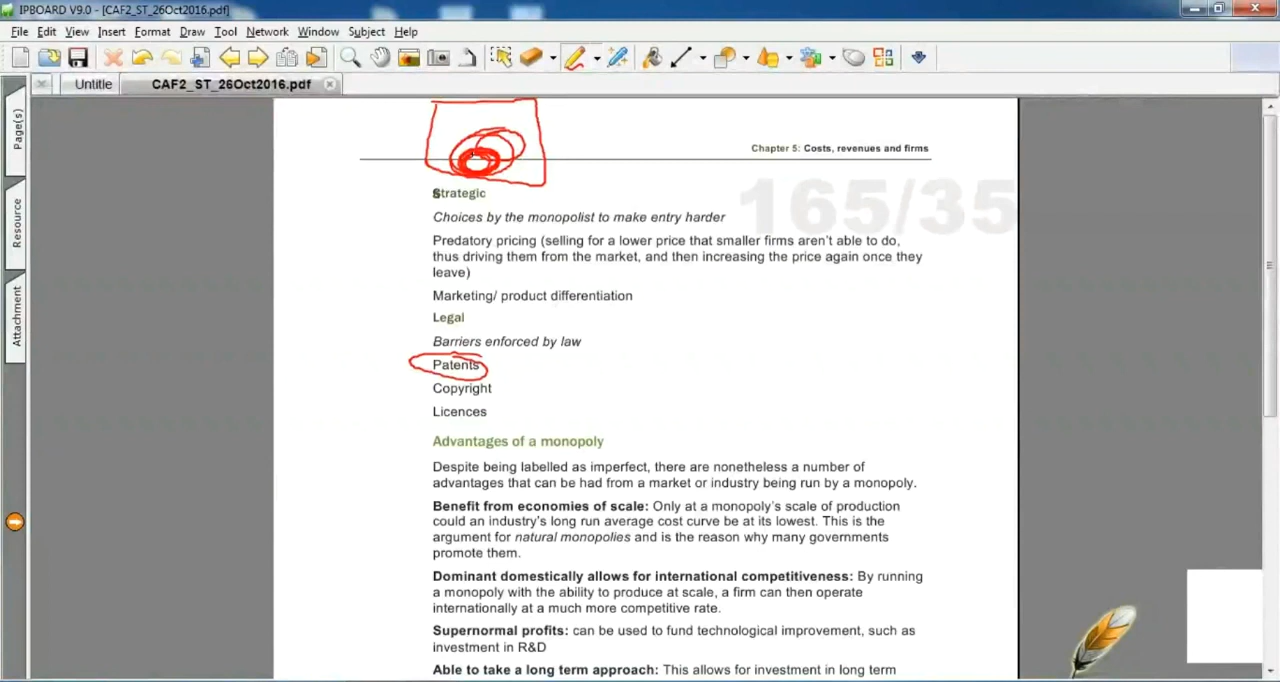 IPBOARD V9.0 - [CAF2_ST_26Oct2016.pdf]
File Edit View Insert Format Draw Tool Network Window Subject Help
Untitle CAF2_ST_26Oct2016.pdf
Page(s)
Resource
Attachment
Chapter 5: Costs, revenues and firms
165/35
Strategic
Choices by the monopolist to make entry harder
Predatory pricing (selling for a lower price that smaller firms aren't able to do,
thus driving them from the market, and then increasing the price again once they
leave)
Marketing/ product differentiation
Legal
Barriers enforced by law
Patents
Copyright
Licences
Advantages of a monopoly
Despite being labelled as imperfect, there are nonetheless a number of
advantages that can be had from a market or industry being run by a monopoly.
Benefit from economies of scale: Only at a monopoly's scale of production
could an industry's long run average cost curve be at its lowest. This is the
argument for natural monopolies and is the reason why many governments
promote them.
Dominant domestically allows for international competitiveness: By running
a monopoly with the ability to produce at scale, a firm can then operate
internationally at a much more competitive rate.
Supernormal profits: can be used to fund technological improvement, such as
investment in R&D
Able to take a long term approach: This allows for investment in long term